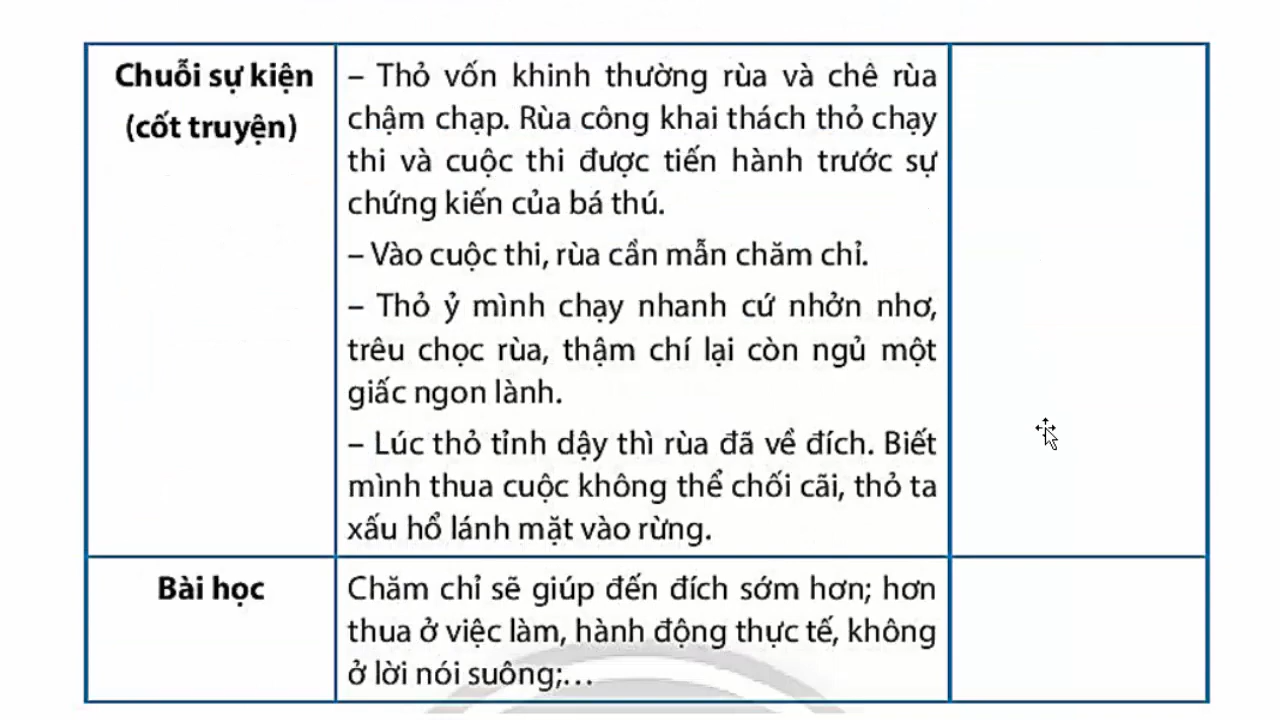 Chuỗi sự kiện
(cốt truyện)
– Thỏ vốn khinh thường rùa và chê rùa
chậm chạp. Rùa công khai thách thỏ chạy
thi và cuộc thi được tiến hành trước sự
chứng kiến của bá thú.
– Vào cuộc thi, rùa cần mẫn chăm chỉ.
– Thỏ ỷ mình chạy nhanh cứ nhởn nhơ,
trêu chọc rùa, thậm chí lại còn ngủ một
giấc ngon lành.
– Lúc thỏ tỉnh dậy thì rùa đã về đích. Biết
mình thua cuộc không thể chối cãi, thỏ ta
xấu hổ lánh mặt vào rừng.
Bài học
Chăm chỉ sẽ giúp đến đích sớm hơn; hơn
thua ở việc làm, hành động thực tế, không
ở lời nói suông;...